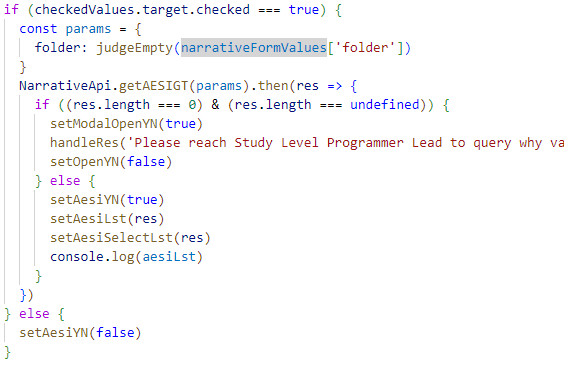 if (checkedValues.target.checked === true) {
const params = {
folder: judgeEmpty(narrativeFormValues['folder'])
}
NarrativeApi.getAESIGT(params).then(res => {
if ((res.length === 0) & (res.length === undefined)) {
setModalOpenYN(true)
handleRes('Please reach Study Level Programmer Lead to query why va
setOpenYN(false)
} else {
setAesiYN(true)
setAesiLst(res)
setAesiSelectLst(res)
console.log(aesiLst)
}
})
} else {
setAesiYN(false)
}